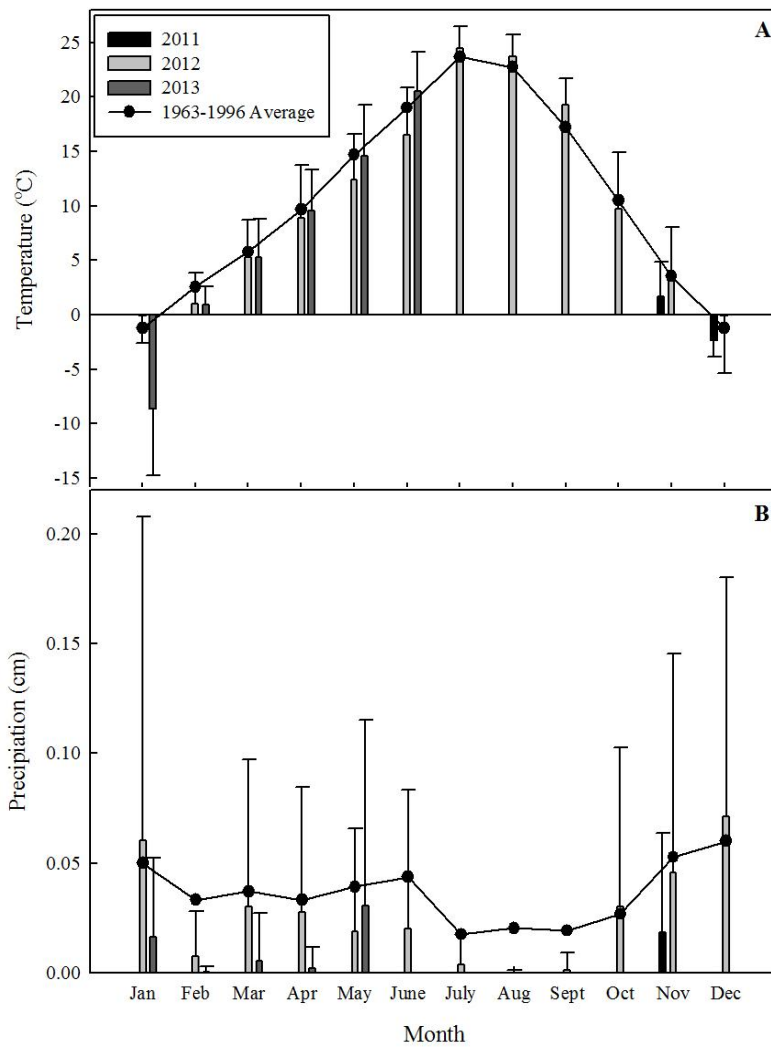 A
2011
2012
2013
1963-1996 Average
25
20
15
10
5
0
-5
-10
-15
Temperature (°C)
B
0.20
0.15
0.10
0.05
0.00
Precipiation (cm)
Jan Feb Mar Apr May June July Aug Sept Oct Nov Dec
Month